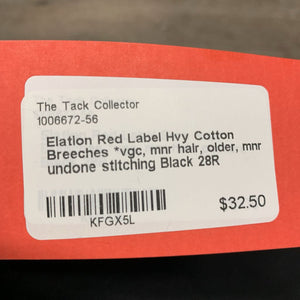 The Tack Collector
1006672-56
Elation Red Label Hvy Cotton
Breeches *vgc, mnr hair, older, mnr
undone stitching Black 28R
KFGX5L
$32.50